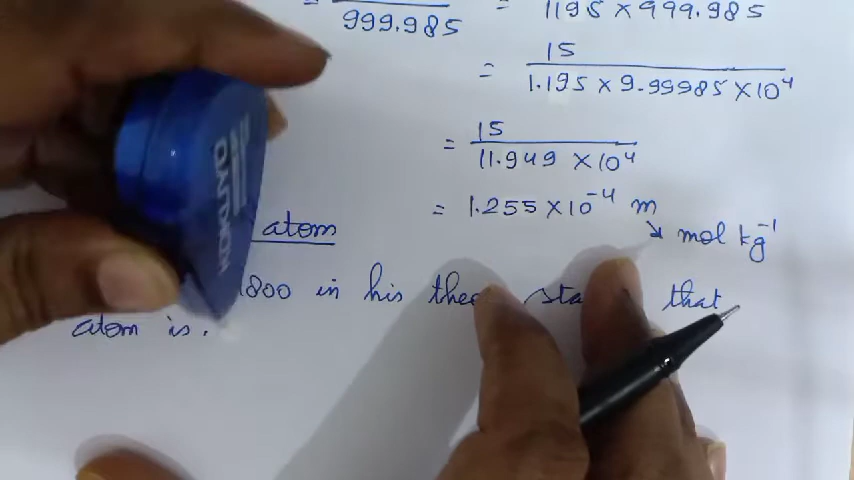 = 999.985 = 1195 × 999.985
= 15 / 1.195 × 9.99985 × 10⁴
= 15 / 11.949 × 10⁴
= 1.255 × 10⁻⁴ m
↘ mol kg⁻¹
atom
1800 in his that
atom is.